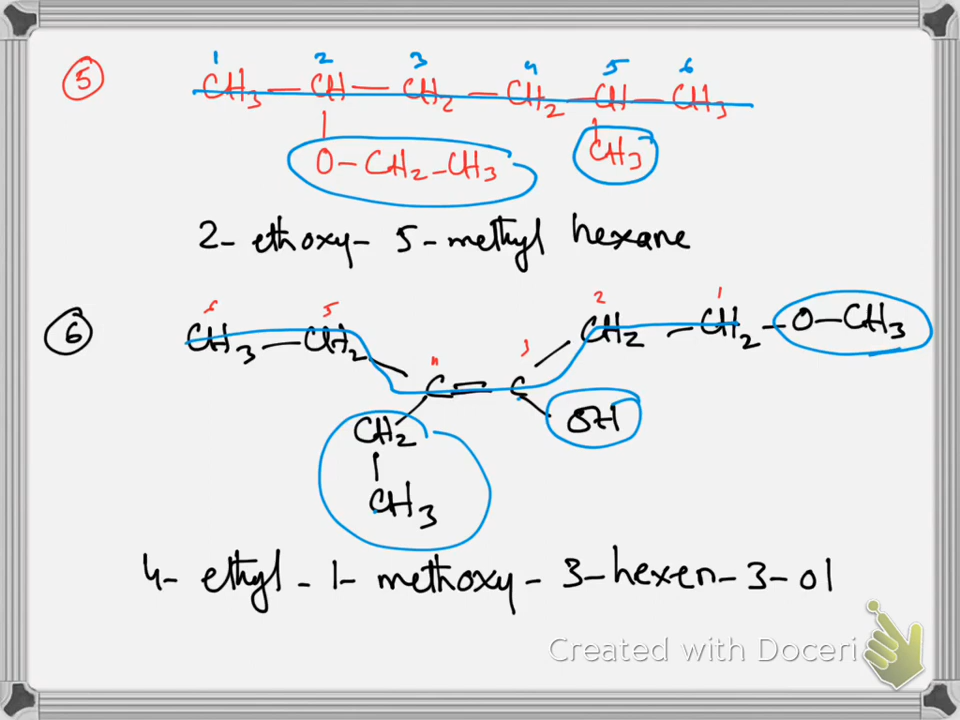 5
1 2 3 4 5 6
CH3 — CH — CH2 — CH2 — CH — CH3
O — CH2 — CH3 CH3
2- ethoxy- 5-methyl hexane
6
6 5 2 1
CH3 — CH2 CH2 — CH2 — O — CH3
4 3
C = C
CH2 OH
CH3
4- ethyl - 1- methoxy - 3-hexen-3-ol
Created with Doceri